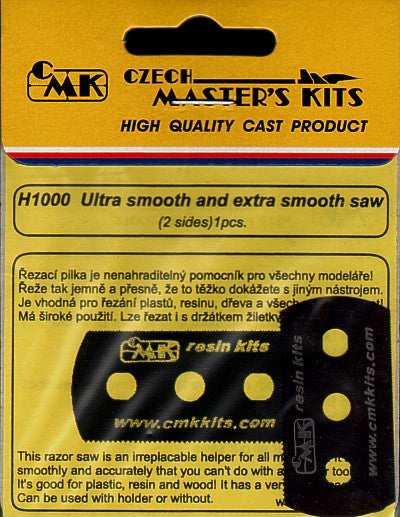 CMK
CZECH
MASTER'S KITS
HIGH QUALITY CAST PRODUCT
H1000 Ultra smooth and extra smooth saw
(2 sides)1pcs.
Řezací pilka je nenahraditelný pomocník pro všechny modeláře!
Řeže tak jemně a přesně, že to těžko dokážete s jiným nástrojem.
Je vhodná pro řezání plastů, resinu, dřeva a
Má široké použití. Lze řezat i s držátkem žiletky
CMK resin kits
www.cmkkits.com
CMK resin kits
www.cmkkits.com
This razor saw is an irreplacable helper for all
smoothly and accurately that you can't do with
It's good for plastic, resin and wood! It has a
Can be used with holder or without.